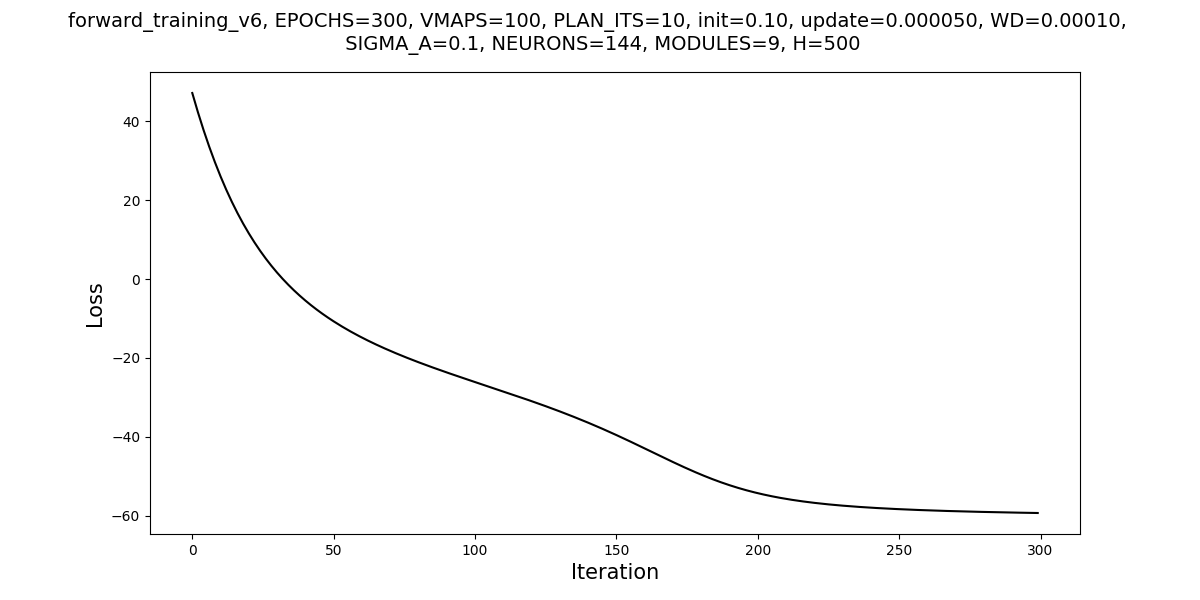 forward_training_v6, EPOCHS=300, VMAPS=100, PLAN_ITS=10, init=0.10, update=0.000050, WD=0.00010,
SIGMA_A=0.1, NEURONS=144, MODULES=9, H=500
40
20
0
−20
−40
−60
Loss
0 50 100 150 200 250 300
Iteration